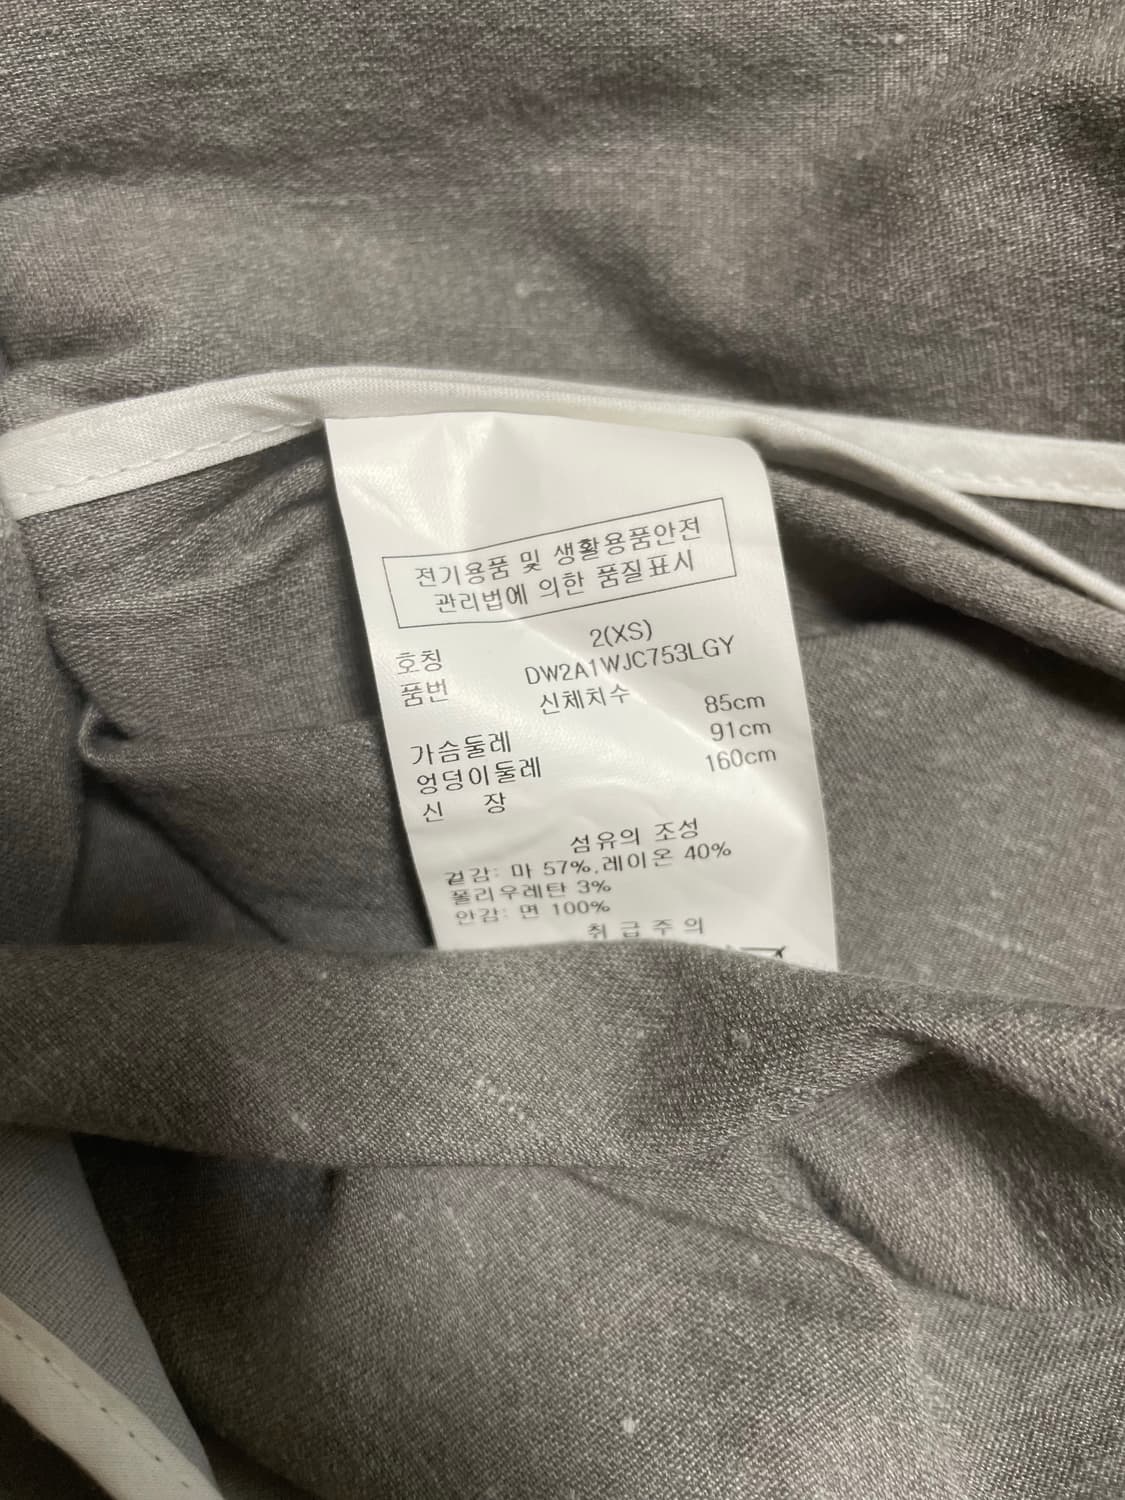 전기용품 및 생활용품안전
관리법에 의한 품질표시
호칭 2(XS)
품번 DW2A1WJC753LGY
신체치수
가슴둘레 85cm
엉덩이둘레 91cm
신 장 160cm
섬유의 조성
겉감: 마 57%,레이온 40%
폴리우레탄 3%
안감: 면 100%
취 급 주 의